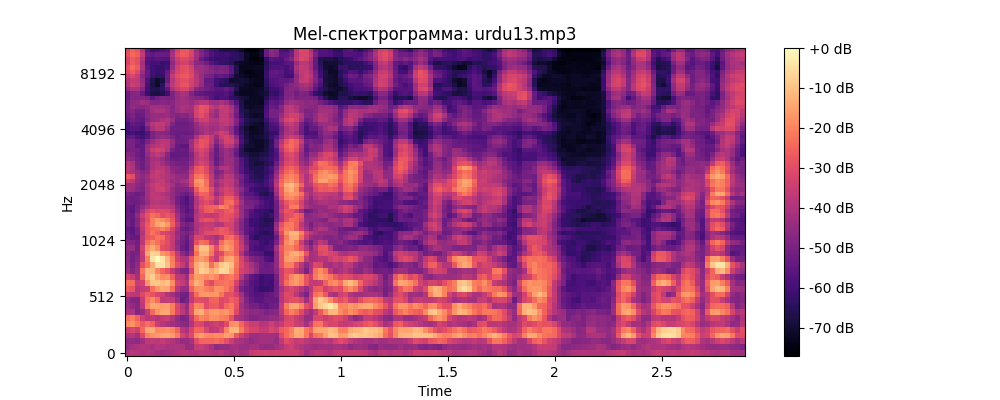 Mel-спектрограмма: urdu13.mp3
8192
4096
2048
1024
512
0
Hz
0 0.5 1 1.5 2 2.5
Time
+0 dB
-10 dB
-20 dB
-30 dB
-40 dB
-50 dB
-60 dB
-70 dB